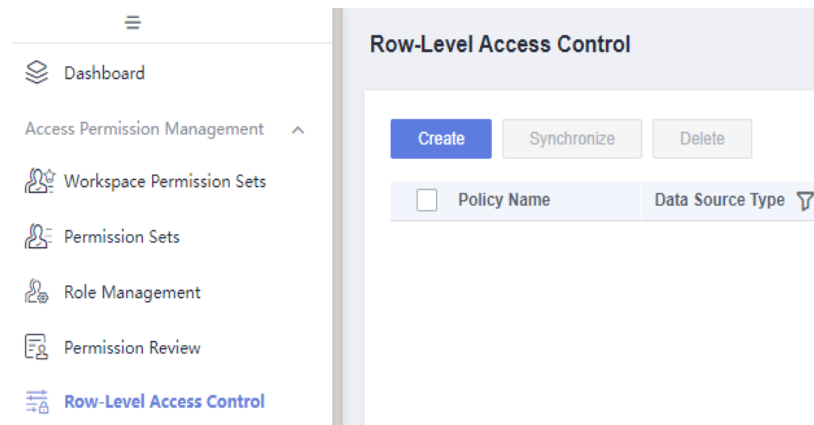 Dashboard
Access Permission Management
Workspace Permission Sets
Permission Sets
Role Management
Permission Review
Row-Level Access Control
Row-Level Access Control
Create Synchronize Delete
Policy Name Data Source Type